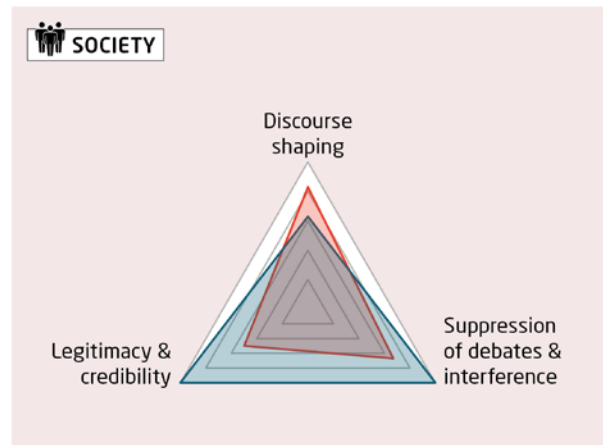 SOCIETY
Discourse
shaping
Legitimacy &
credibility
Suppression
of debates &
interference